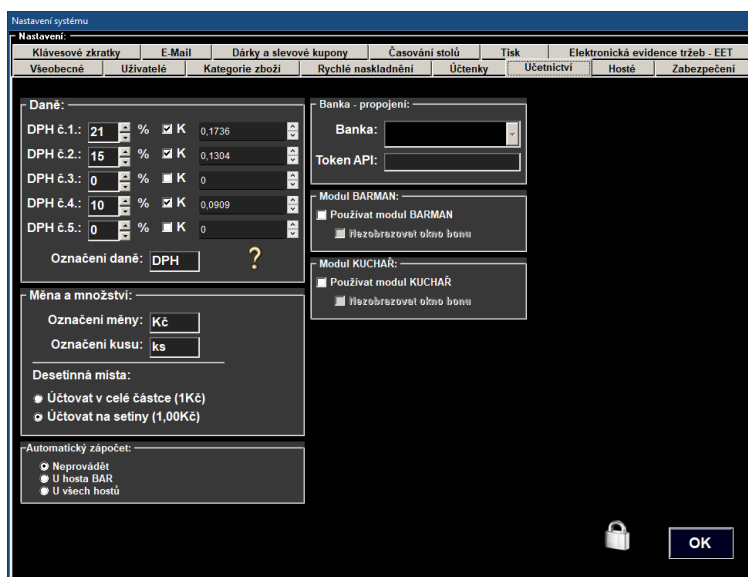 Nastavení systému
Nastavení:
Klávesové zkratky E-Mail Dárky a slevové kupony Časování stolů Tisk Elektronická evidence tržeb - EET
Všeobecné Uživatelé Kategorie zboží Rychlé naskladnění Účtenky Účetnictví Hosté Zabezpečení
Daně:
DPH č.1.: 21 % K 0,1736
DPH č.2.: 15 % K 0,1304
DPH č.3.: 0 % K 0
DPH č.4.: 10 % K 0,0909
DPH č.5.: 0 % K 0
Označení daně: DPH ?
Měna a množství:
Označení měny: Kč
Označení kusu: ks
Desetinná místa:
Účtovat v celé částce (1Kč)
Účtovat na setiny (1,00Kč)
Automatický zápočet:
Neprovádět
U hosta BAR
U všech hostů
Banka - propojení:
Banka:
Token API:
Modul BARMAN:
Používat modul BARMAN
Nezobrazovat okno bonu
Modul KUCHAŘ:
Používat modul KUCHAŘ
Nezobrazovat okno bonu
OK